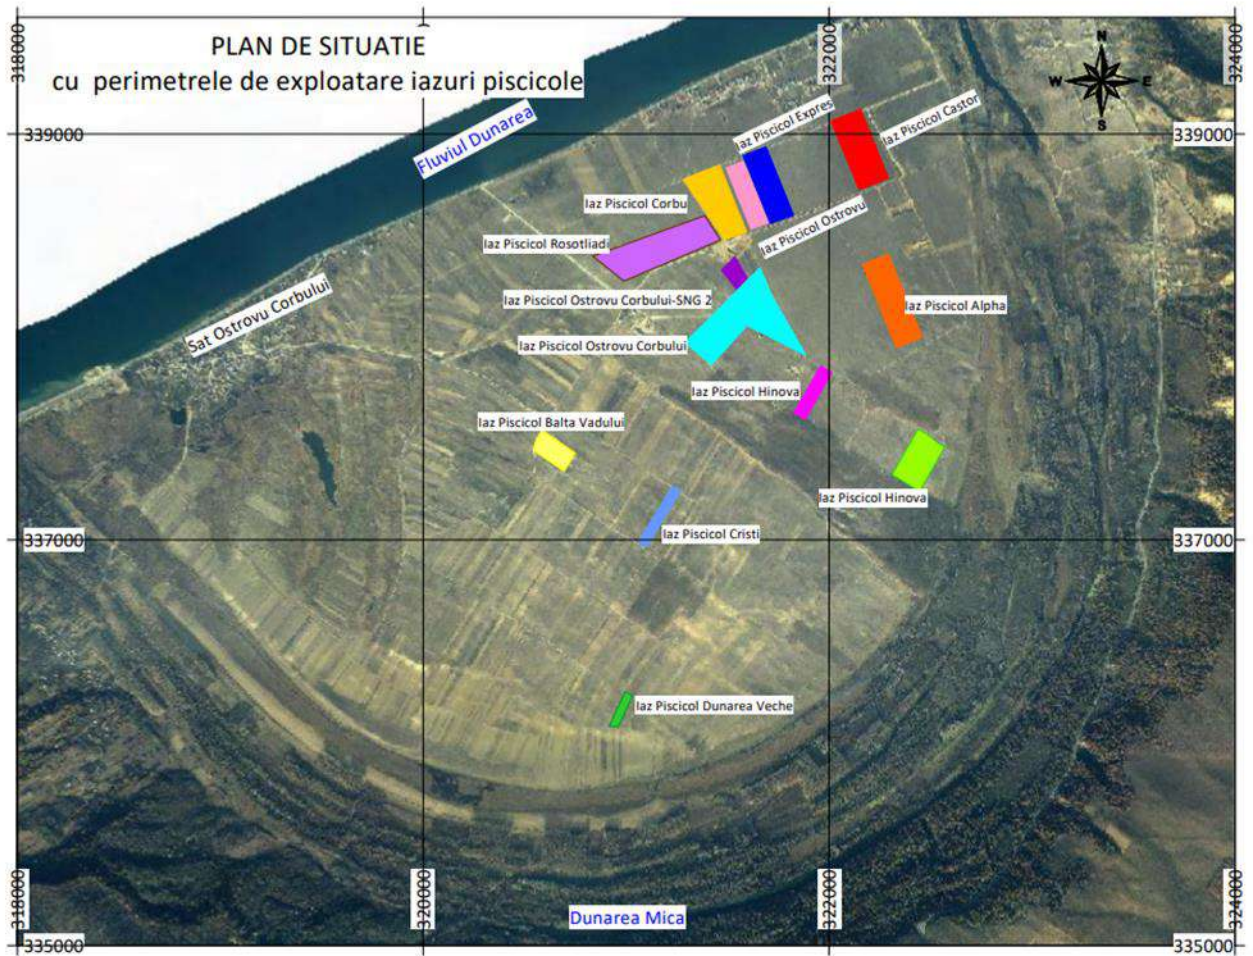 PLAN DE SITUATIE
cu perimetrele de exploatare iazuri piscicole
318000
322000
324000
N
W
E
S
339000
339000
Fluviul Dunarea
Iaz Piscicol Expres
Iaz Piscicol Castor
Iaz Piscicol Corbu
Iaz Piscicol Ostrovu
Iaz Piscicol Rosotliadi
Iaz Piscicol Ostrovu Corbului-SNG 2
Iaz Piscicol Alpha
Sat Ostrovu Corbului
Iaz Piscicol Ostrovu Corbului
Iaz Piscicol Hinova
Iaz Piscicol Balta Vadului
Iaz Piscicol Hinova
Iaz Piscicol Cristi
337000
337000
Iaz Piscicol Dunarea Veche
Dunarea Mica
318000
320000
322000
324000
335000
335000